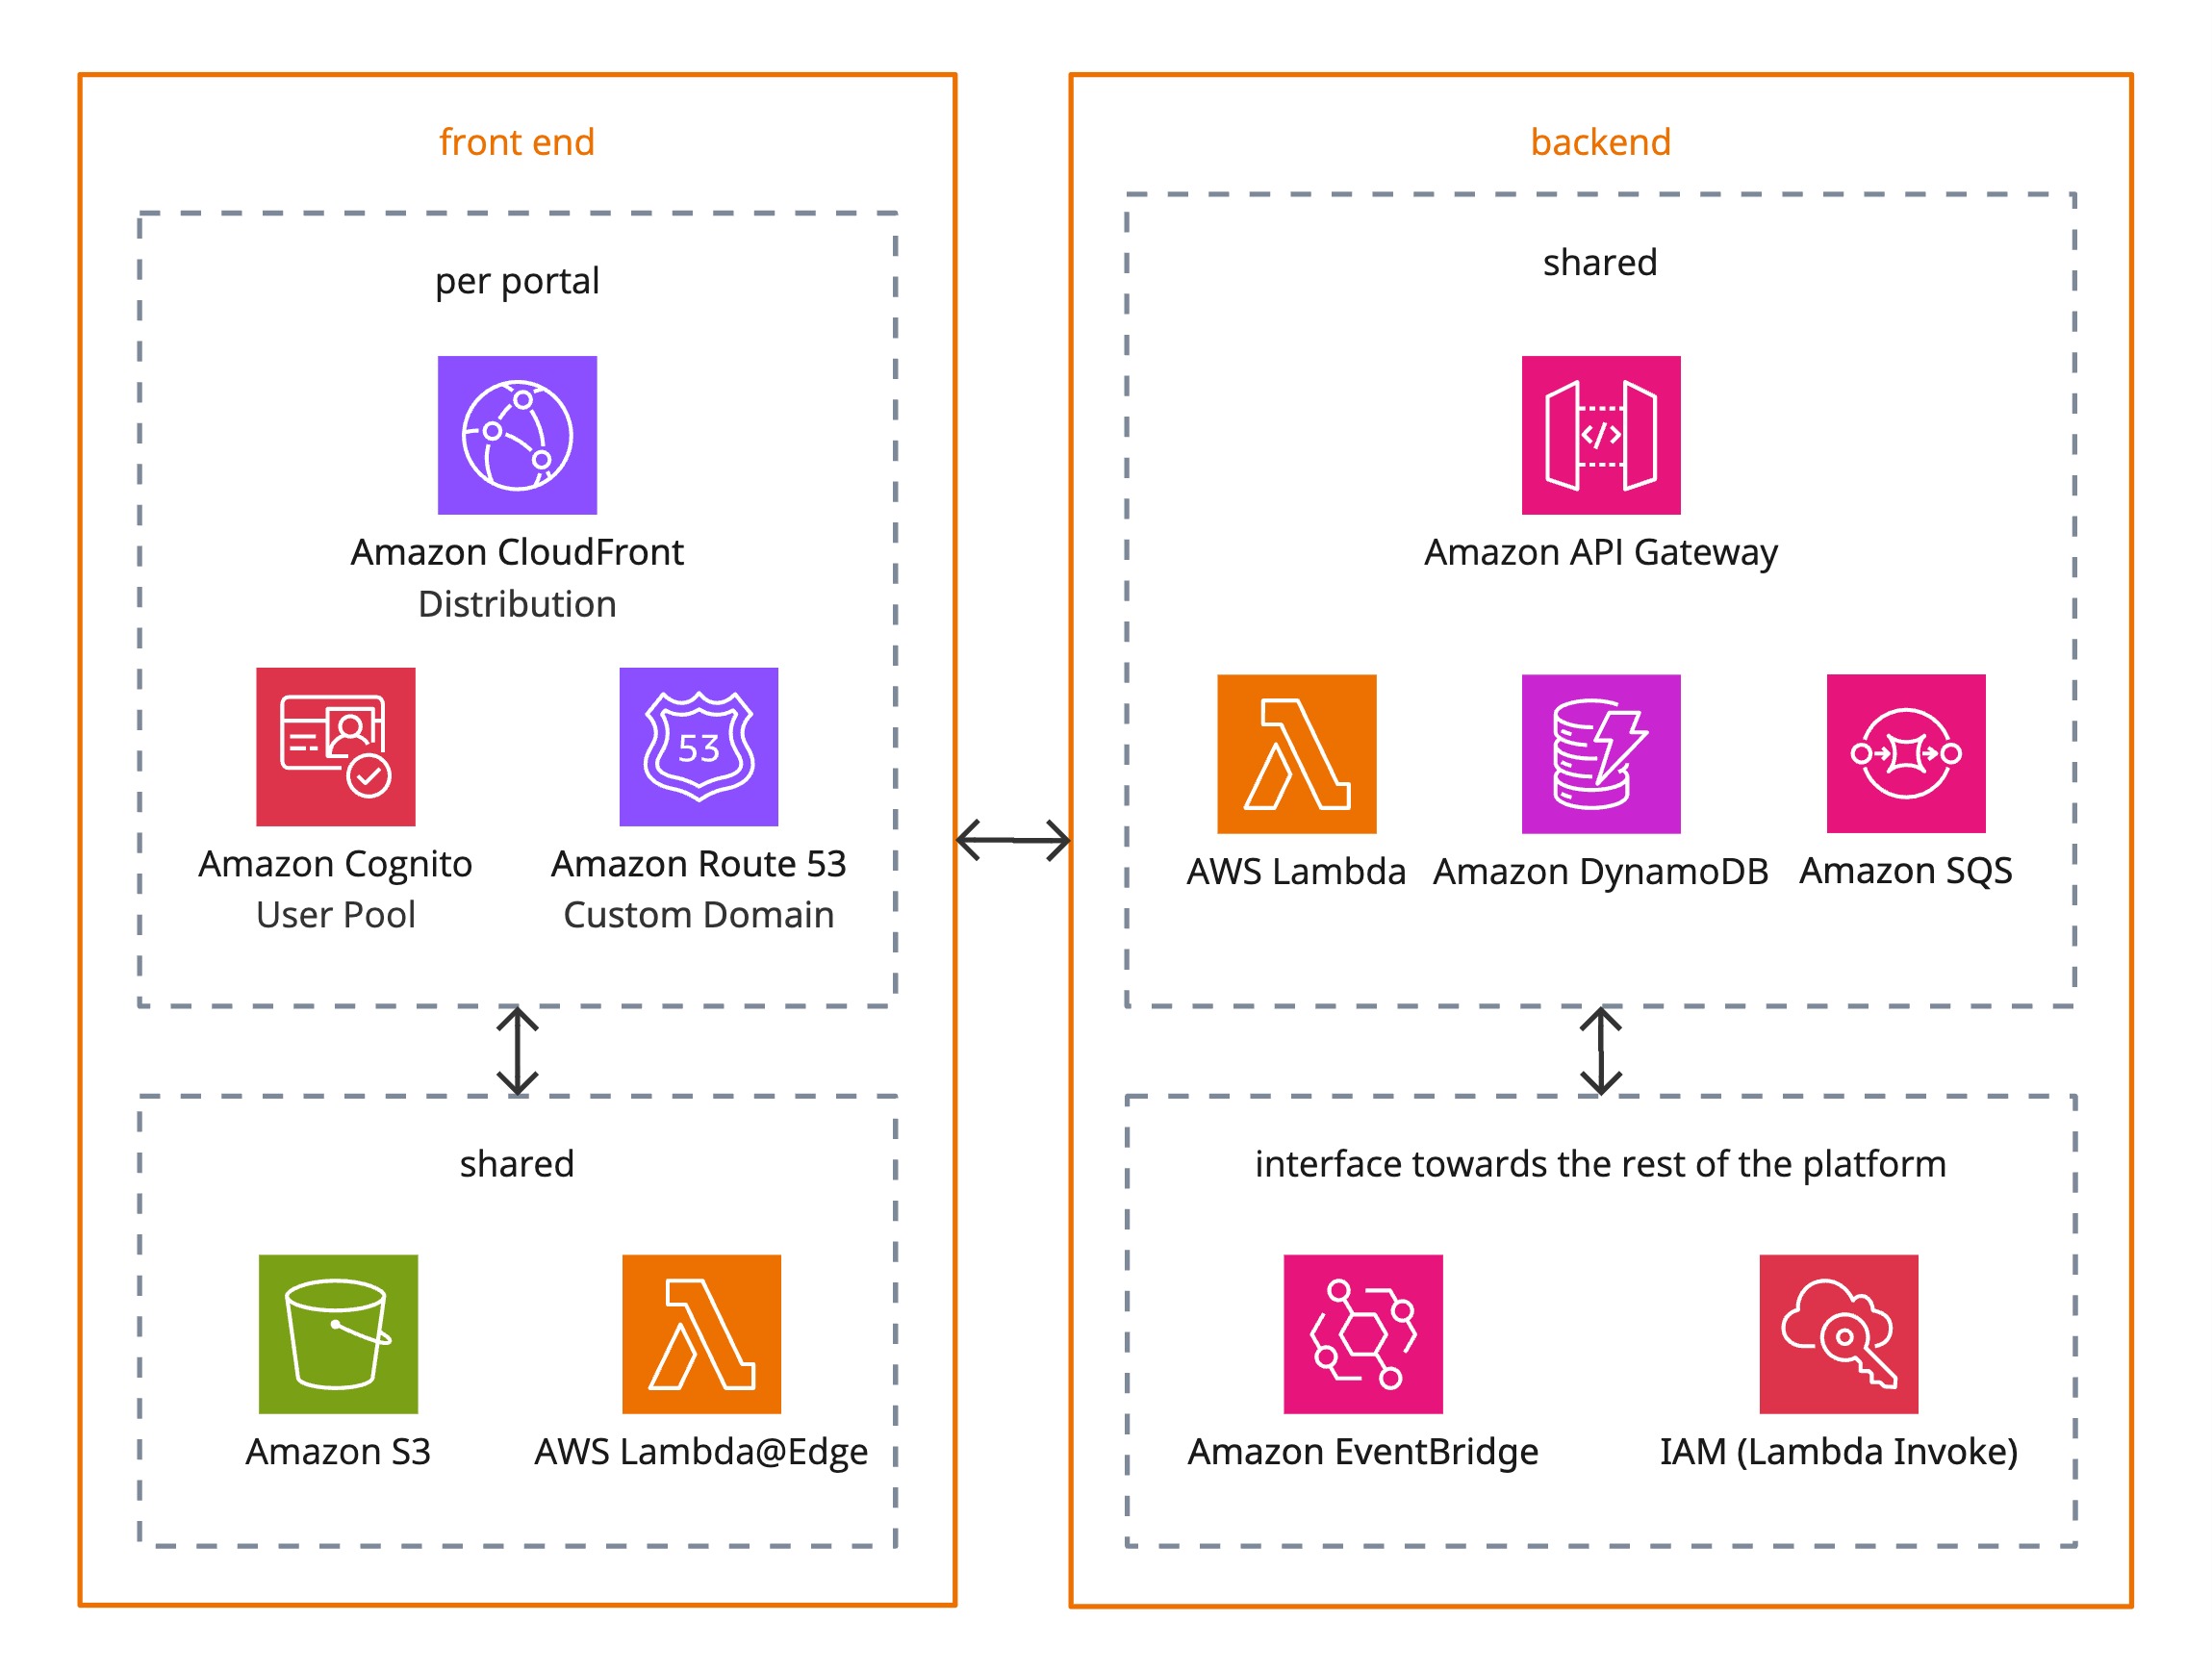 front end
per portal
Amazon CloudFront
Distribution
53
Amazon Cognito
User Pool
Amazon Route 53
Custom Domain
shared
Amazon S3
AWS Lambda@Edge
backend
shared
</>
Amazon API Gateway
AWS Lambda
Amazon DynamoDB
Amazon SQS
interface towards the rest of the platform
Amazon EventBridge
IAM (Lambda Invoke)